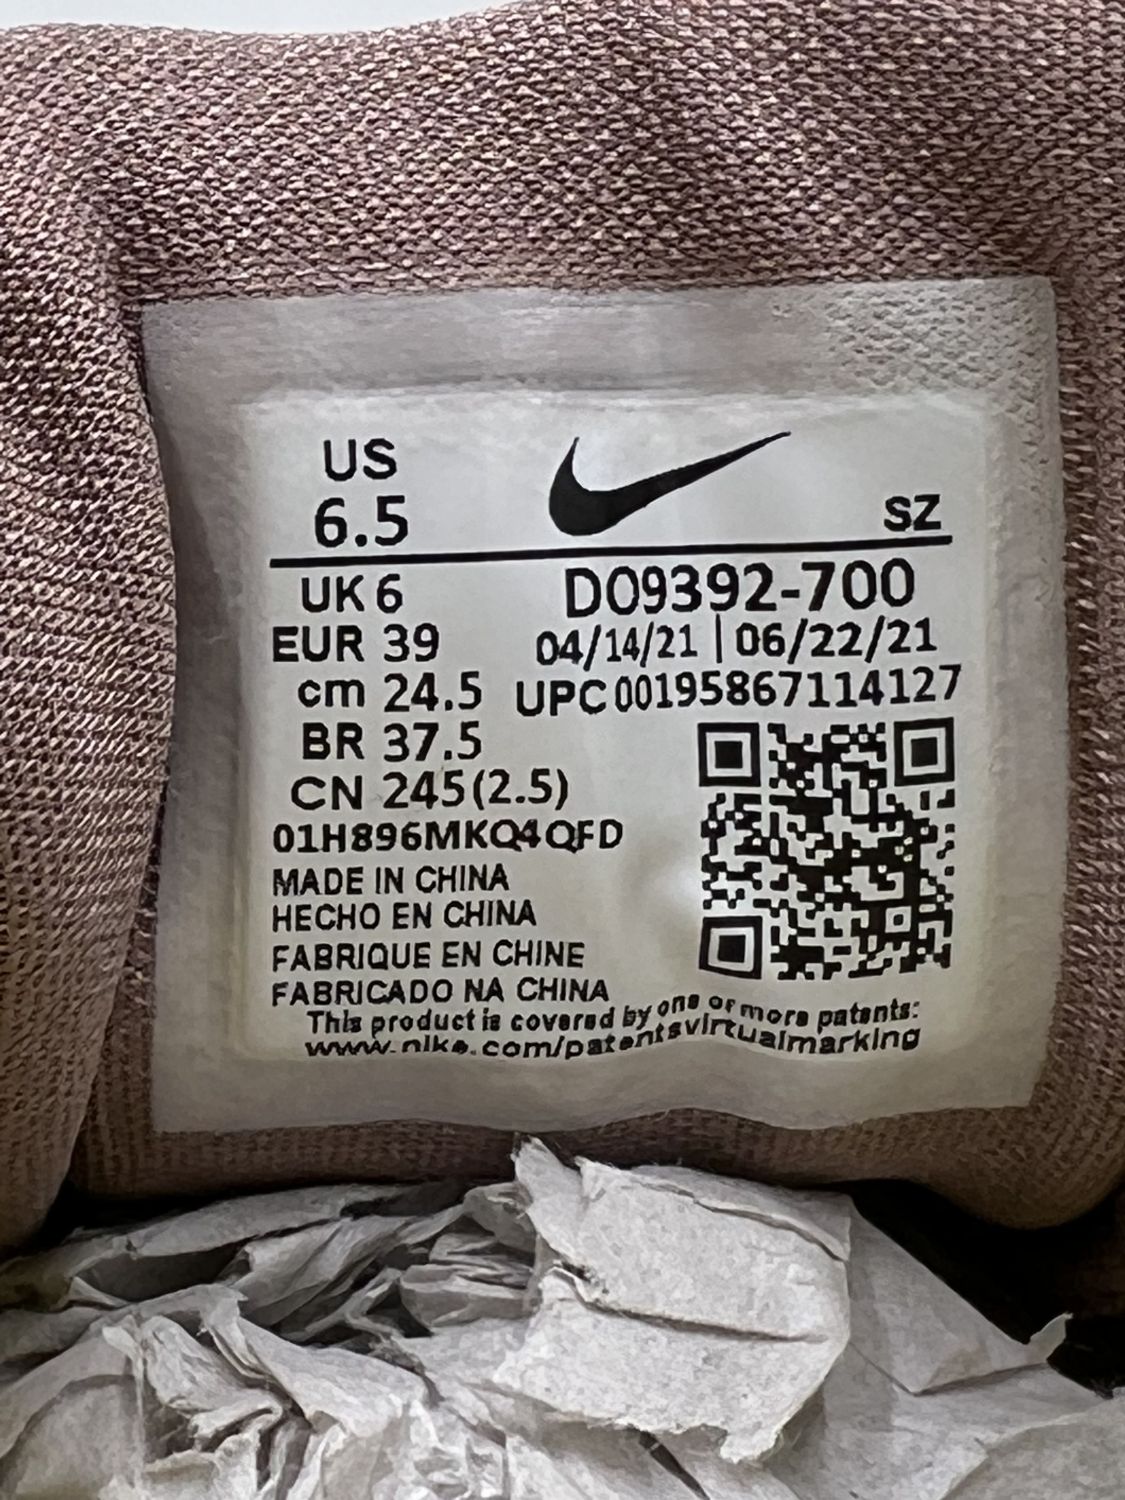 US
6.5
SZ
UK 6
DO9392-700
EUR 39
04/14/21 | 06/22/21
cm 24.5
UPC 00195867114127
BR 37.5
CN 245(2.5)
01H896MKQ4QFD
MADE IN CHINA
HECHO EN CHINA
FABRIQUE EN CHINE
FABRICADO NA CHINA
This product is covered by one or more patents:
www.nike.com/patentsvirtualmarking